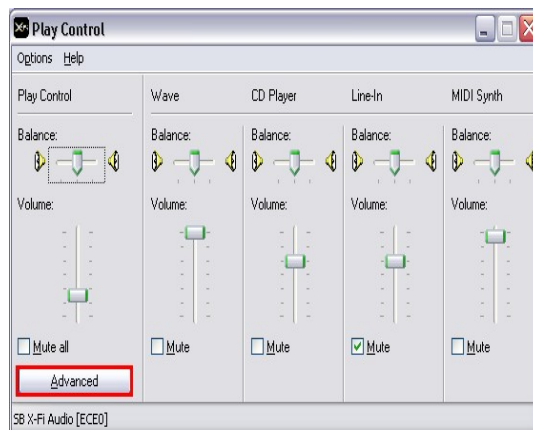 Play Control
Options Help
Play Control Wave CD Player Line-In MIDI Synth
Balance: Balance: Balance: Balance: Balance:
Volume: Volume: Volume: Volume: Volume:
Mute all Mute Mute Mute Mute
Advanced
SB X-Fi Audio [ECE0]